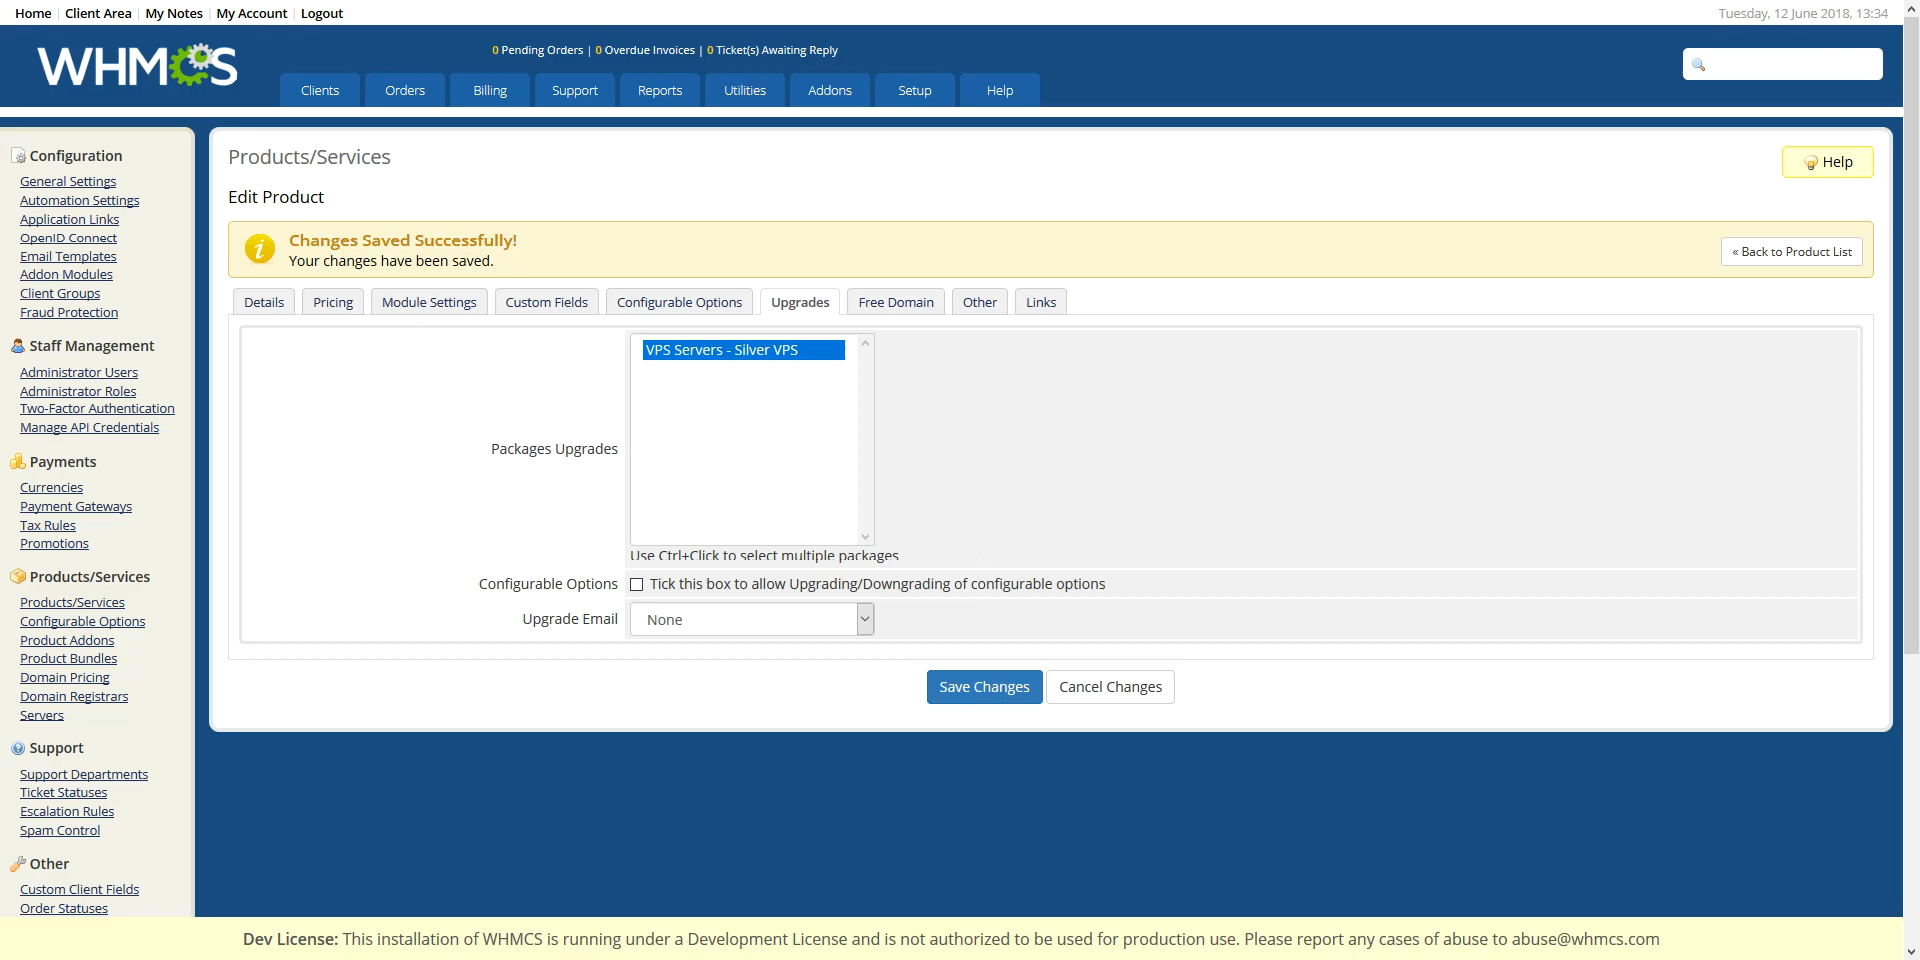 Home | Client Area | My Notes | My Account | Logout
Tuesday, 12 June 2018, 13:34
WHMCS
0 Pending Orders | 0 Overdue Invoices | 0 Ticket(s) Awaiting Reply
Clients Orders Billing Support Reports Utilities Addons Setup Help
Configuration
General Settings
Automation Settings
Application Links
OpenID Connect
Email Templates
Addon Modules
Client Groups
Fraud Protection
Staff Management
Administrator Users
Administrator Roles
Two-Factor Authentication
Manage API Credentials
Payments
Currencies
Payment Gateways
Tax Rules
Promotions
Products/Services
Products/Services
Configurable Options
Product Addons
Product Bundles
Domain Pricing
Domain Registrars
Servers
Support
Support Departments
Ticket Statuses
Escalation Rules
Spam Control
Other
Custom Client Fields
Order Statuses
Products/Services
Help
Edit Product
Changes Saved Successfully!
Your changes have been saved.
« Back to Product List
Details Pricing Module Settings Custom Fields Configurable Options Upgrades Free Domain Other Links
VPS Servers - Silver VPS
Packages Upgrades
Use Ctrl+Click to select multiple packages
Configurable Options Tick this box to allow Upgrading/Downgrading of configurable options
Upgrade Email None
Save Changes Cancel Changes
Dev License: This installation of WHMCS is running under a Development License and is not authorized to be used for production use. Please report any cases of abuse to abuse@whmcs.com